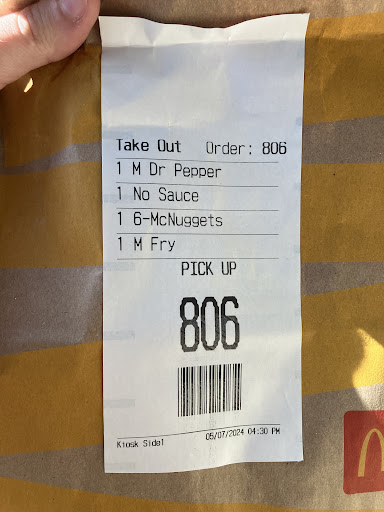 Take Out Order: 806
1 M Dr Pepper
1 No Sauce
1 6-McNuggets
1 M Fry
PICK UP
806
Kiosk Side1 05/07/2024 04:30 PM